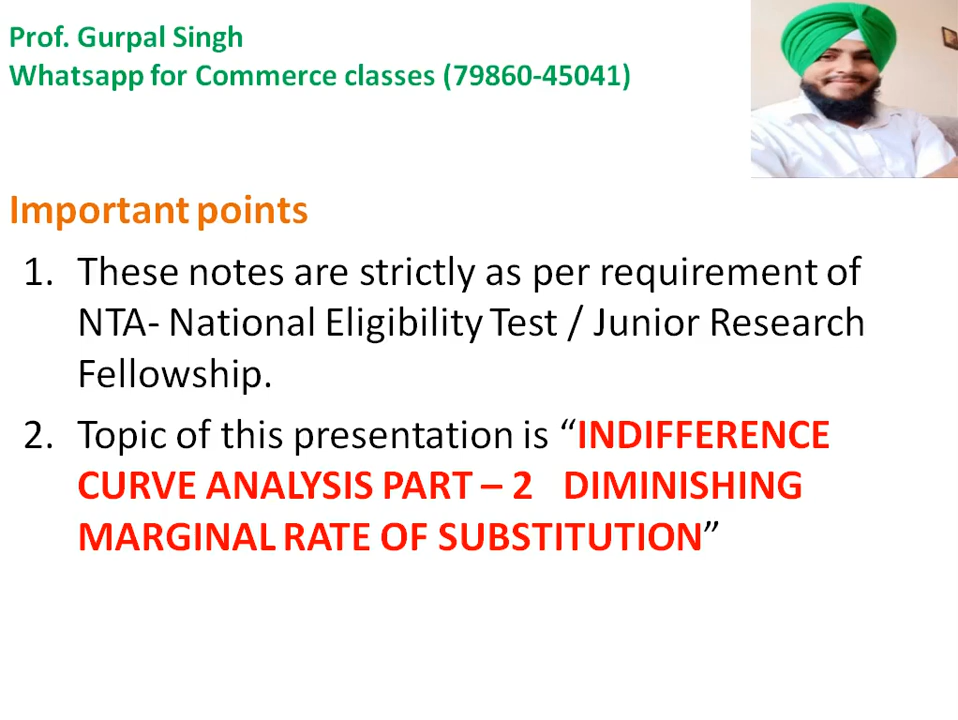 Prof. Gurpal Singh
Whatsapp for Commerce classes (79860-45041)
Important points
1. These notes are strictly as per requirement of
NTA- National Eligibility Test / Junior Research
Fellowship.
2. Topic of this presentation is “INDIFFERENCE
CURVE ANALYSIS PART – 2 DIMINISHING
MARGINAL RATE OF SUBSTITUTION”